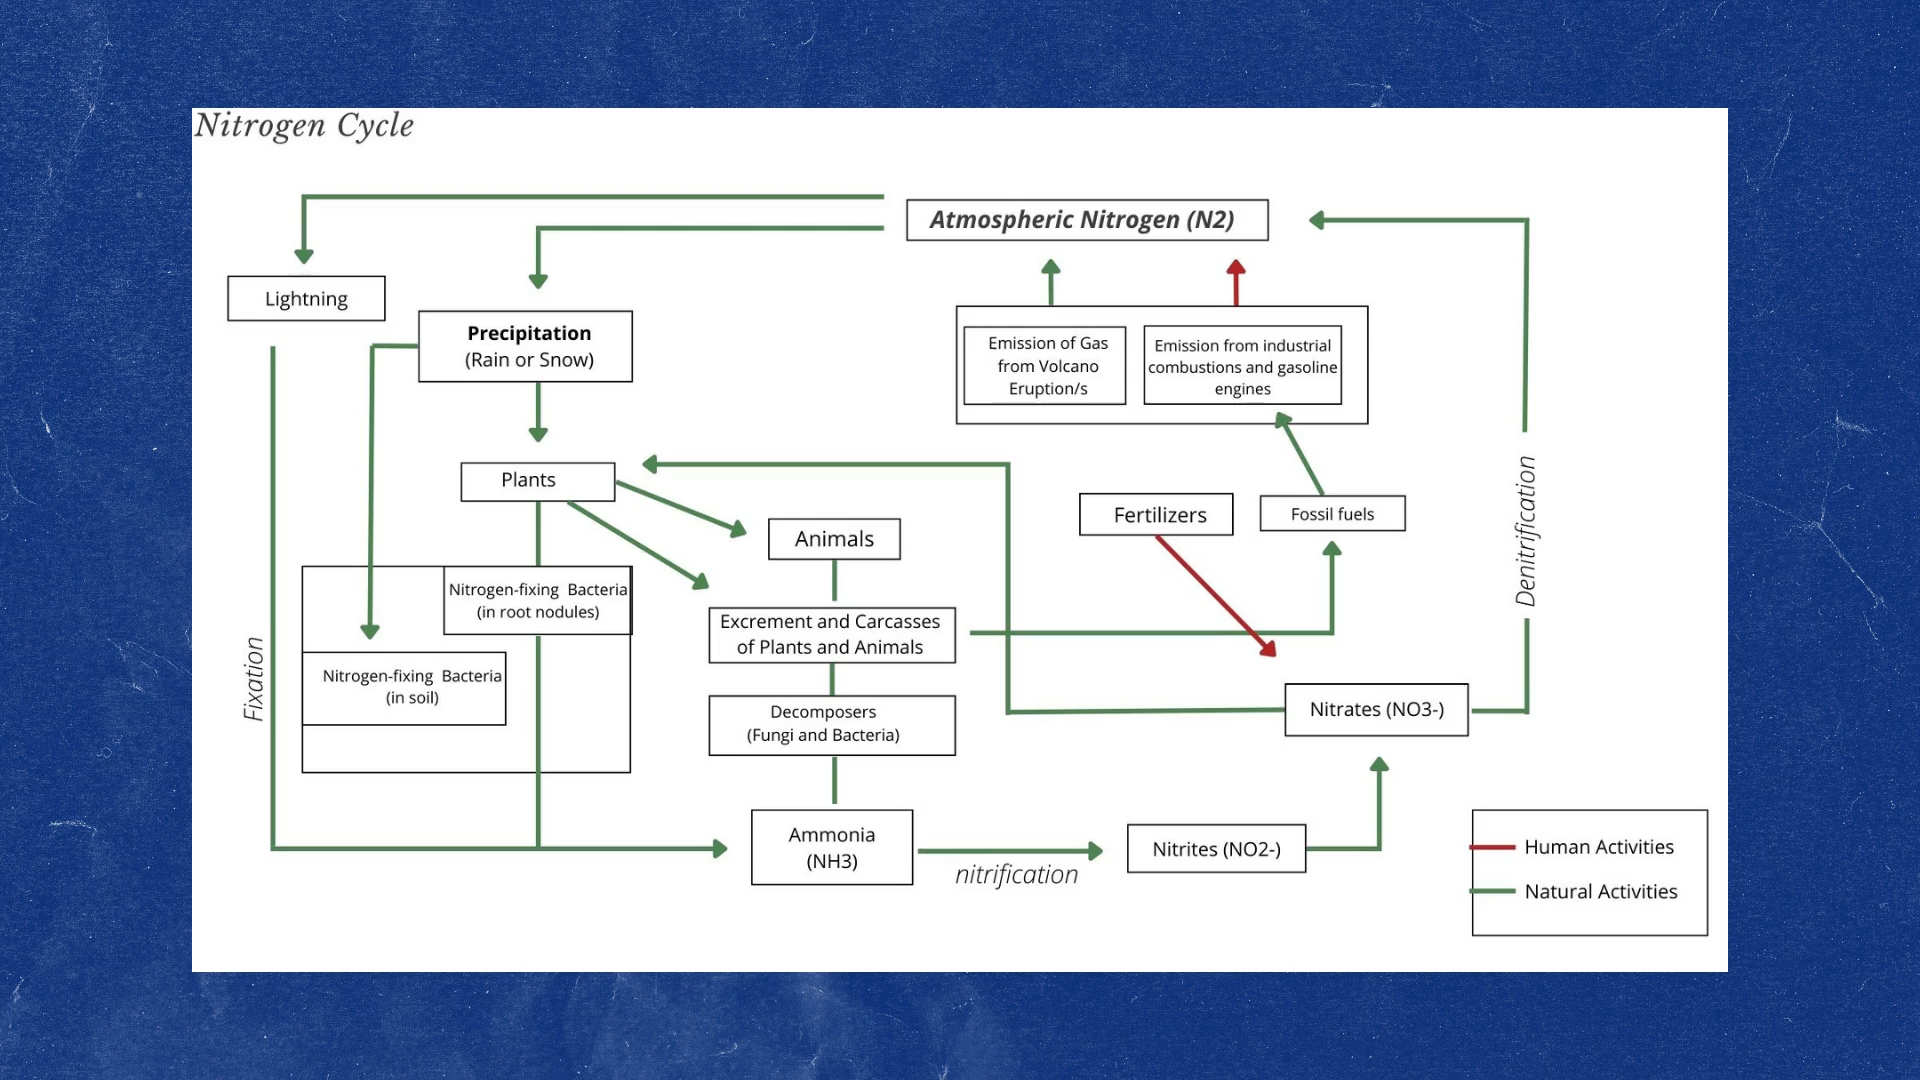 Nitrogen Cycle
Atmospheric Nitrogen (N2)
Lightning
Precipitation
(Rain or Snow)
Emission of Gas
from Volcano
Eruption/s
Emission from industrial
combustions and gasoline
engines
Plants
Animals
Fertilizers
Fossil fuels
Denitrification
Nitrogen-fixing Bacteria
(in root nodules)
Excrement and Carcasses
of Plants and Animals
Fixation
Nitrogen-fixing Bacteria
(in soil)
Decomposers
(Fungi and Bacteria)
Nitrates (NO3-)
Ammonia
(NH3)
nitrification
Nitrites (NO2-)
Human Activities
Natural Activities